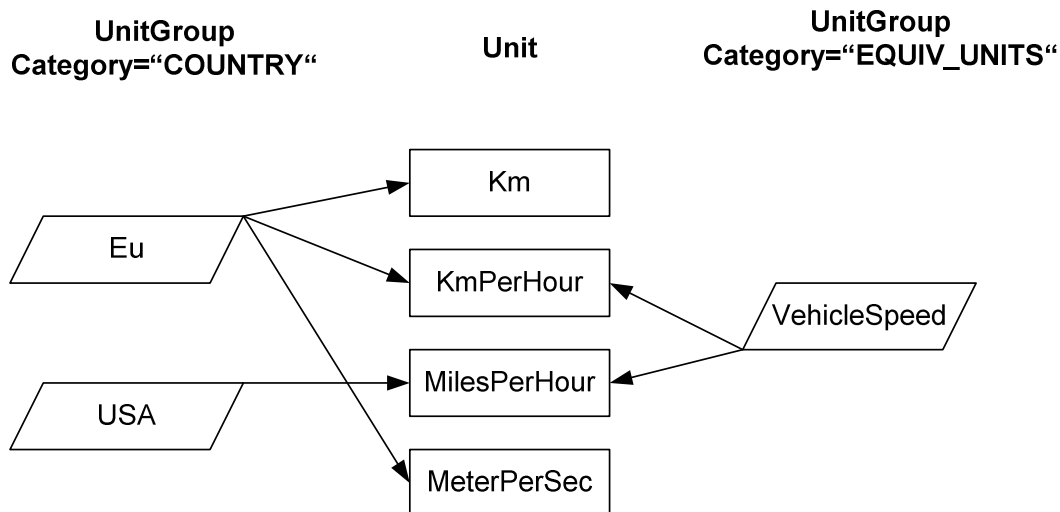 UnitGroup
Category=“COUNTRY“
Unit
UnitGroup
Category=“EQUIV_UNITS“
Km
Eu
KmPerHour
VehicleSpeed
MilesPerHour
USA
MeterPerSec